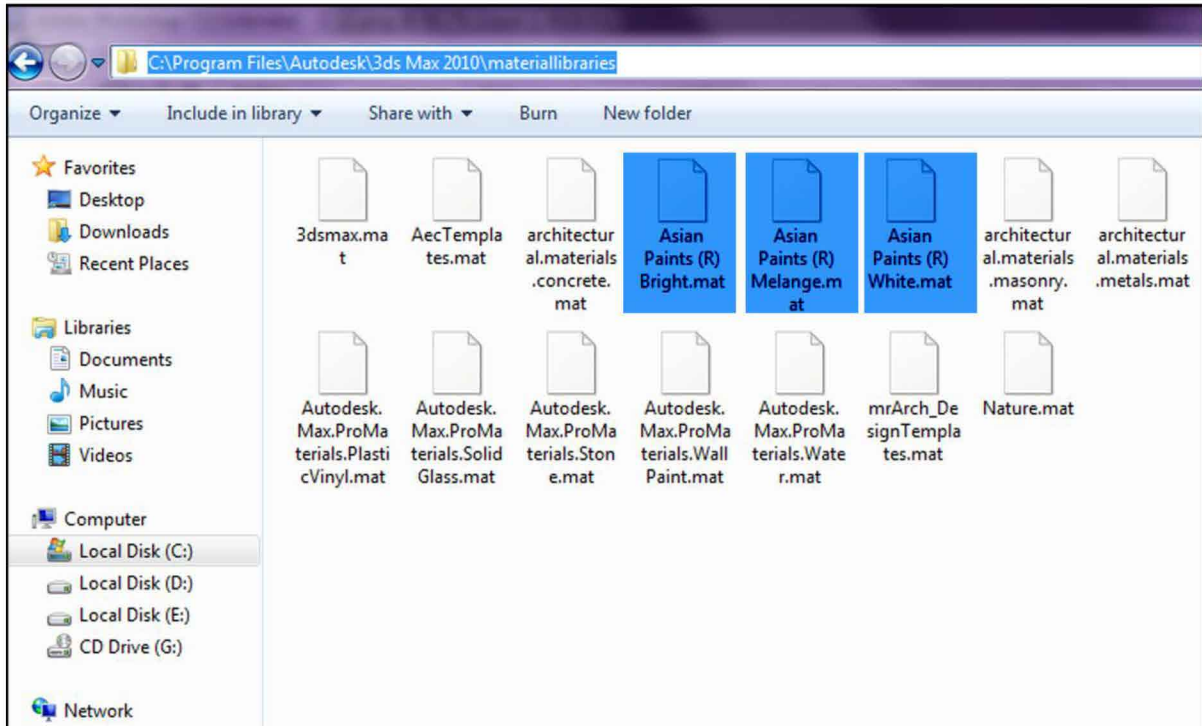 C:\Program Files\Autodesk\3ds Max 2010\materiallibraries
Organize Include in library Share with Burn New folder
Favorites
Desktop
Downloads
Recent Places
Libraries
Documents
Music
Pictures
Videos
Computer
Local Disk (C:)
Local Disk (D:)
Local Disk (E:)
CD Drive (G:)
Network
3dsmax.ma
t
AecTempla
tes.mat
architectur
al.materials
.concrete.
mat
Asian
Paints (R)
Bright.mat
Asian
Paints (R)
Melange.m
at
Asian
Paints (R)
White.mat
architectur
al.materials
.masonry.
mat
architectur
al.materials
.metals.mat
Autodesk.
Max.ProMa
terials.Plasti
cVinyl.mat
Autodesk.
Max.ProMa
terials.Solid
Glass.mat
Autodesk.
Max.ProMa
terials.Ston
e.mat
Autodesk.
Max.ProMa
terials.Wall
Paint.mat
Autodesk.
Max.ProMa
terials.Wate
r.mat
mrArch_De
signTempla
tes.mat
Nature.mat